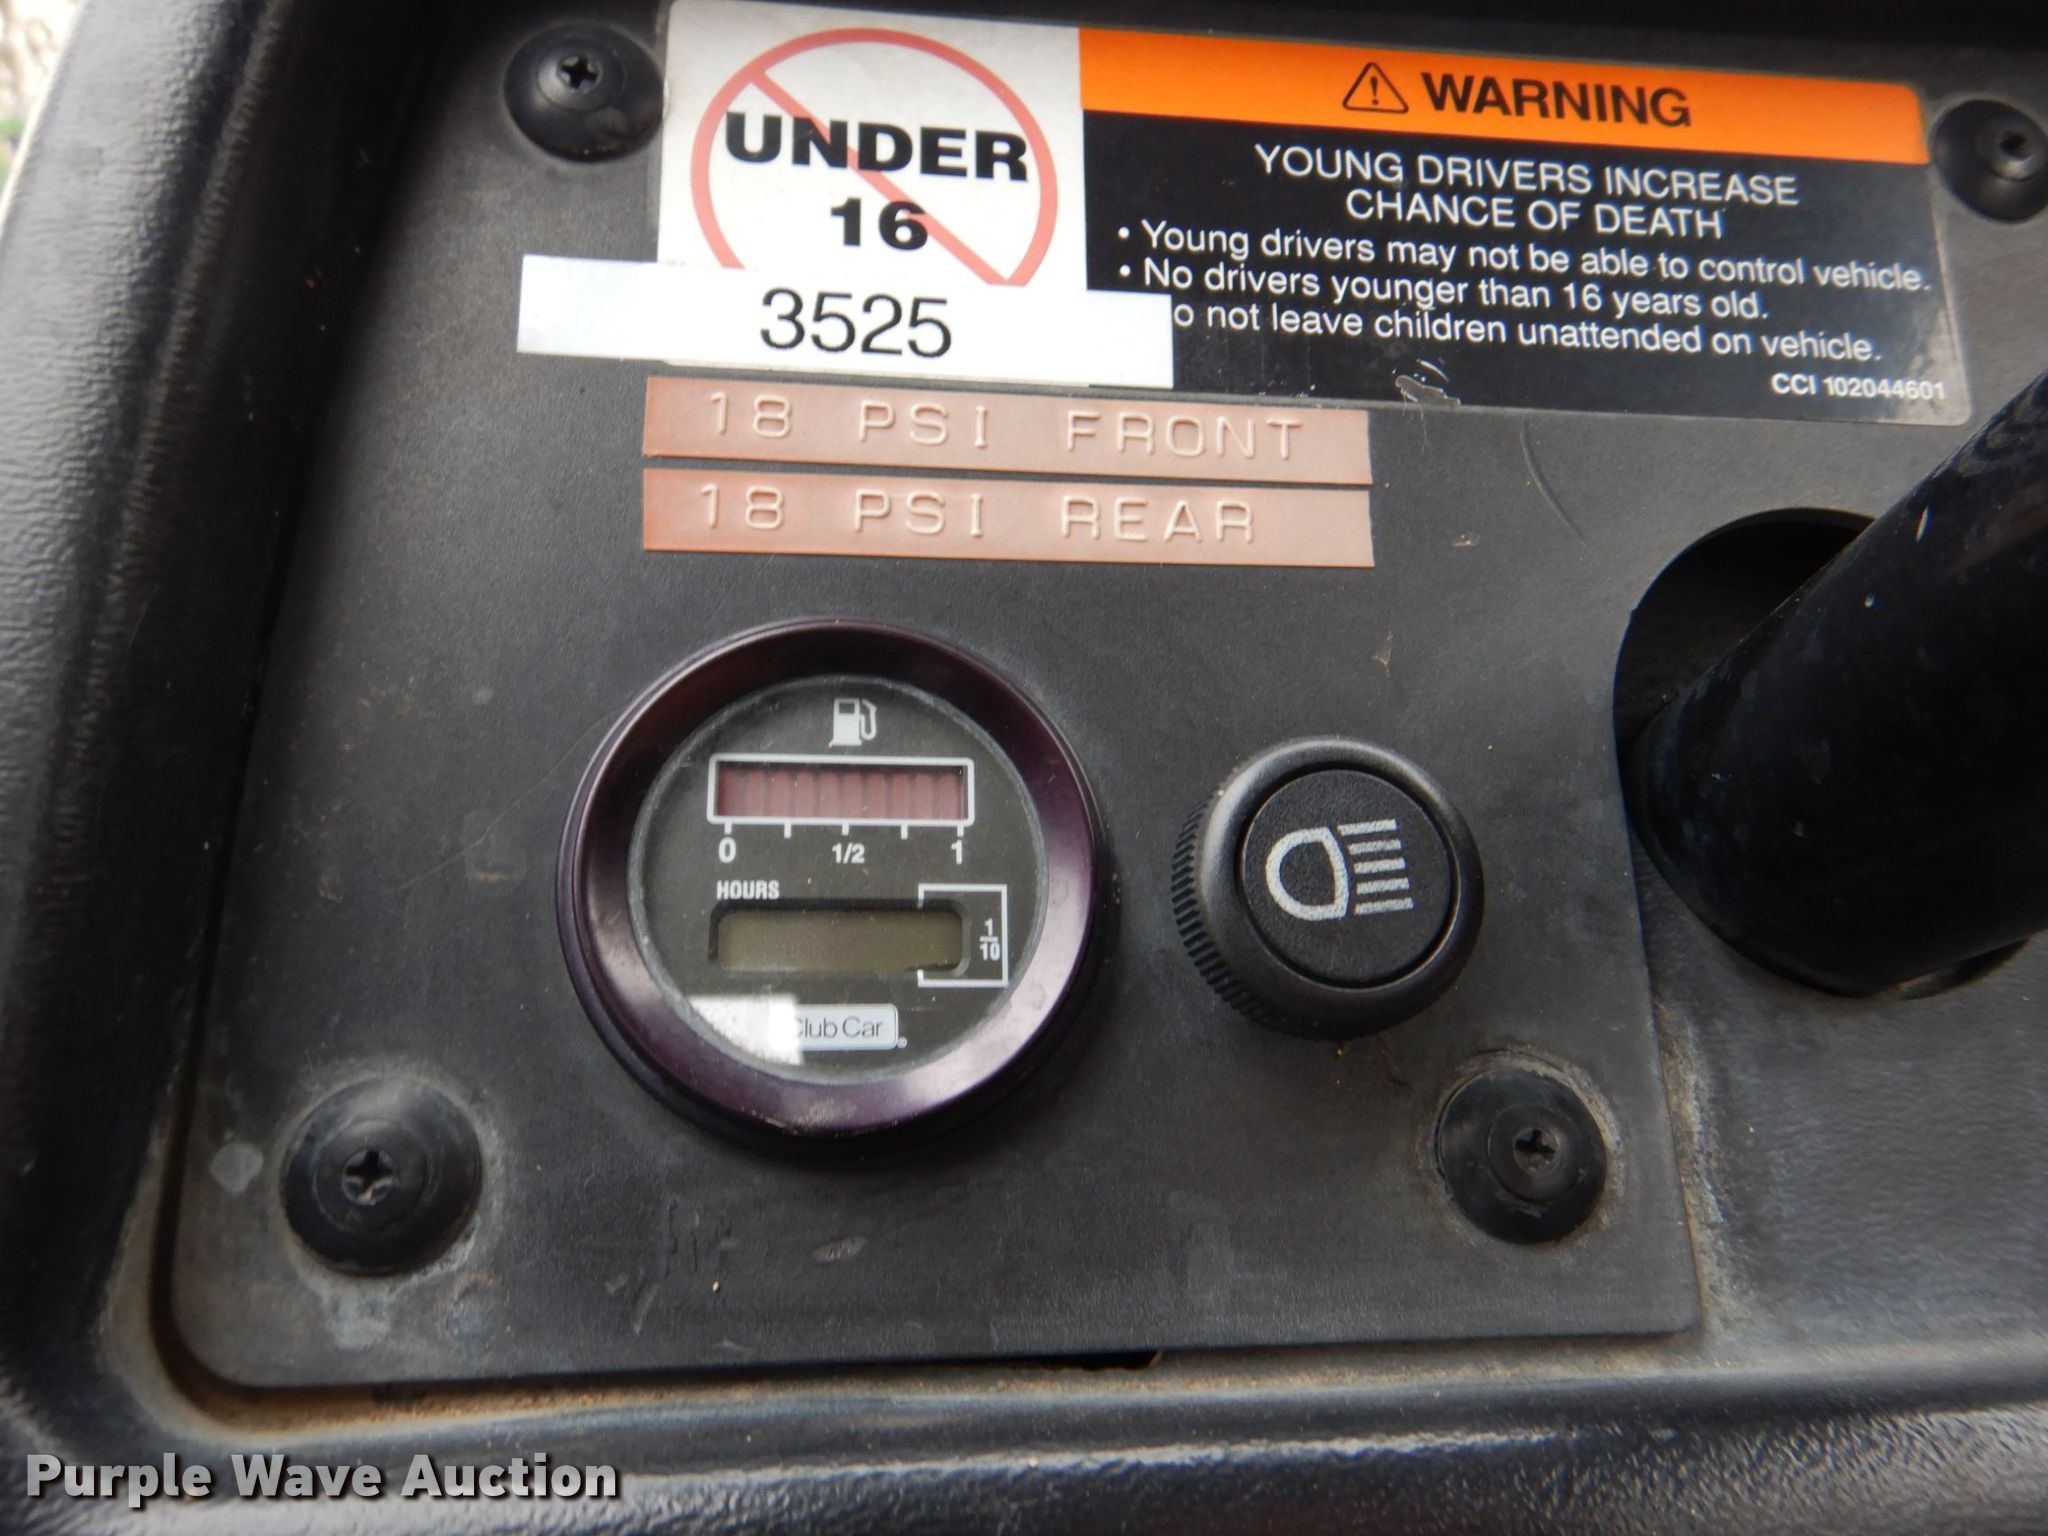 UNDER
16
WARNING
YOUNG DRIVERS INCREASE
CHANCE OF DEATH
• Young drivers may not be able to control vehicle.
• No drivers younger than 16 years old.
o not leave children unattended on vehicle.
CCI 102044601
3525
18 PSI FRONT
18 PSI REAR
0 1/2 1
HOURS
1/10
Club Car
®
Purple Wave Auction